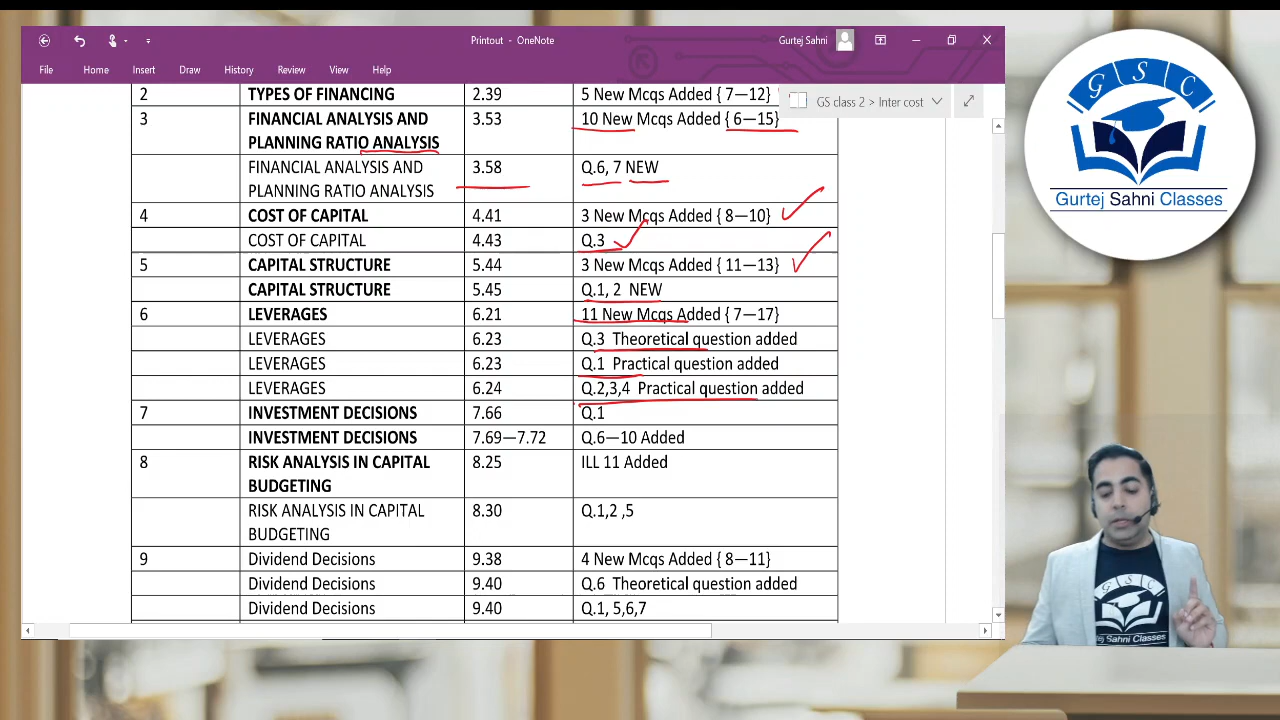 Printout - OneNote
Gurtej Sahni
File Home Insert Draw History Review View Help
GS class 2 > Inter cost
2 TYPES OF FINANCING 2.39 5 New Mcqs Added { 7—12}
3 FINANCIAL ANALYSIS AND 3.53 10 New Mcqs Added { 6—15}
PLANNING RATIO ANALYSIS
FINANCIAL ANALYSIS AND 3.58 Q.6, 7 NEW
PLANNING RATIO ANALYSIS
4 COST OF CAPITAL 4.41 3 New Mcqs Added { 8—10}
COST OF CAPITAL 4.43 Q.3
5 CAPITAL STRUCTURE 5.44 3 New Mcqs Added { 11—13}
CAPITAL STRUCTURE 5.45 Q.1, 2 NEW
6 LEVERAGES 6.21 11 New Mcqs Added { 7—17}
LEVERAGES 6.23 Q.3 Theoretical question added
LEVERAGES 6.23 Q.1 Practical question added
LEVERAGES 6.24 Q.2,3,4 Practical question added
7 INVESTMENT DECISIONS 7.66 Q.1
INVESTMENT DECISIONS 7.69—7.72 Q.6—10 Added
8 RISK ANALYSIS IN CAPITAL 8.25 ILL 11 Added
BUDGETING
RISK ANALYSIS IN CAPITAL 8.30 Q.1,2 ,5
BUDGETING
9 Dividend Decisions 9.38 4 New Mcqs Added { 8—11}
Dividend Decisions 9.40 Q.6 Theoretical question added
Dividend Decisions 9.40 Q.1, 5,6,7
G S C
Gurtej Sahni Classes
G S C
Gurtej Sahni Classes